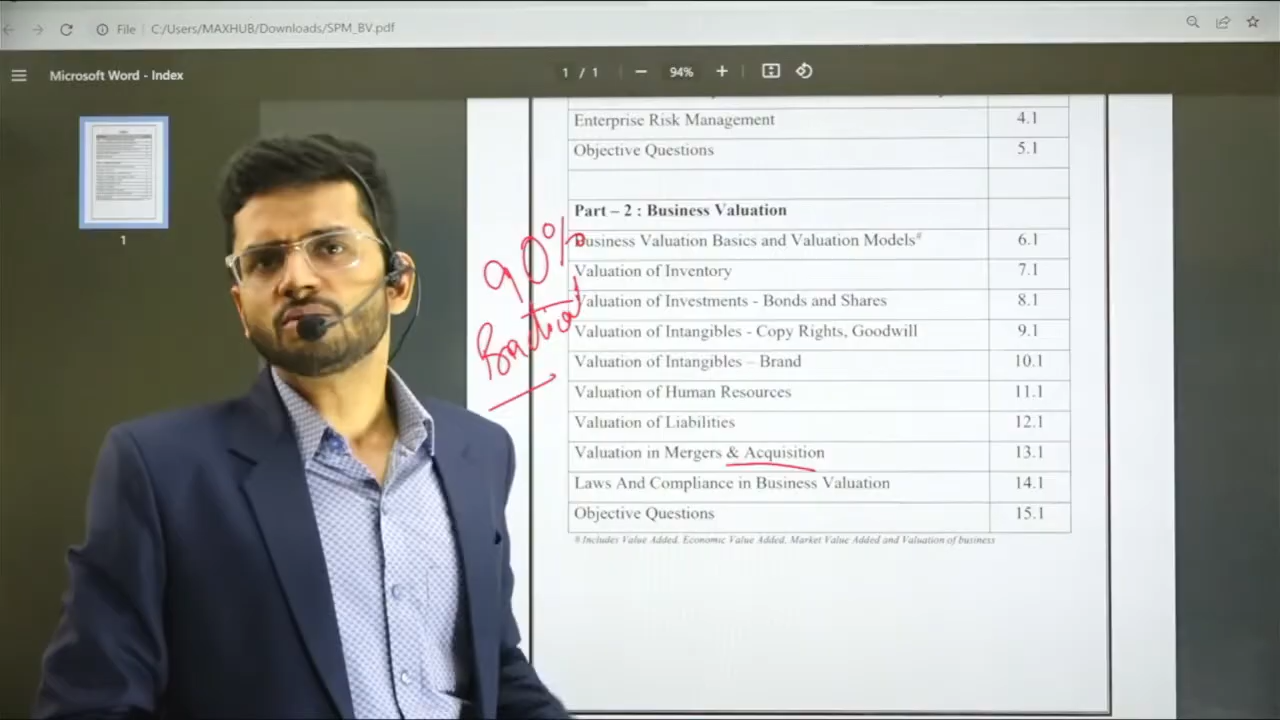 File C:/Users/MAXHUB/Downloads/SPM_BV.pdf
Microsoft Word - Index
1 / 1
94%
1
Enterprise Risk Management 4.1
Objective Questions 5.1
Part – 2 : Business Valuation
Business Valuation Basics and Valuation Models# 6.1
Valuation of Inventory 7.1
Valuation of Investments - Bonds and Shares 8.1
Valuation of Intangibles - Copy Rights, Goodwill 9.1
Valuation of Intangibles – Brand 10.1
Valuation of Human Resources 11.1
Valuation of Liabilities 12.1
Valuation in Mergers & Acquisition 13.1
Laws And Compliance in Business Valuation 14.1
Objective Questions 15.1
# Includes Value Added, Economic Value Added, Market Value Added and Valuation of business
90%
Practical